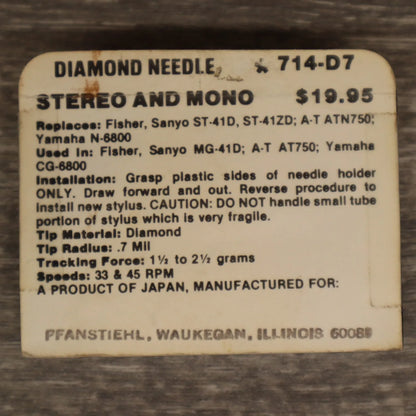 DIAMOND NEEDLE ★ 714-D7
STEREO AND MONO $19.95
Replaces: Fisher, Sanyo ST-41D, ST-41ZD; A-T ATN750;
Yamaha N-6800
Used in: Fisher, Sanyo MG-41D; A-T AT750; Yamaha
CG-6800
Installation: Grasp plastic sides of needle holder
ONLY. Draw forward and out. Reverse procedure to
install new stylus. CAUTION: DO NOT handle small tube
portion of stylus which is very fragile.
Tip Material: Diamond
Tip Radius: .7 Mil
Tracking Force: 1½ to 2½ grams
Speeds: 33 & 45 RPM
A PRODUCT OF JAPAN, MANUFACTURED FOR:
PFANSTIEHL, WAUKEGAN, ILLINOIS 60085